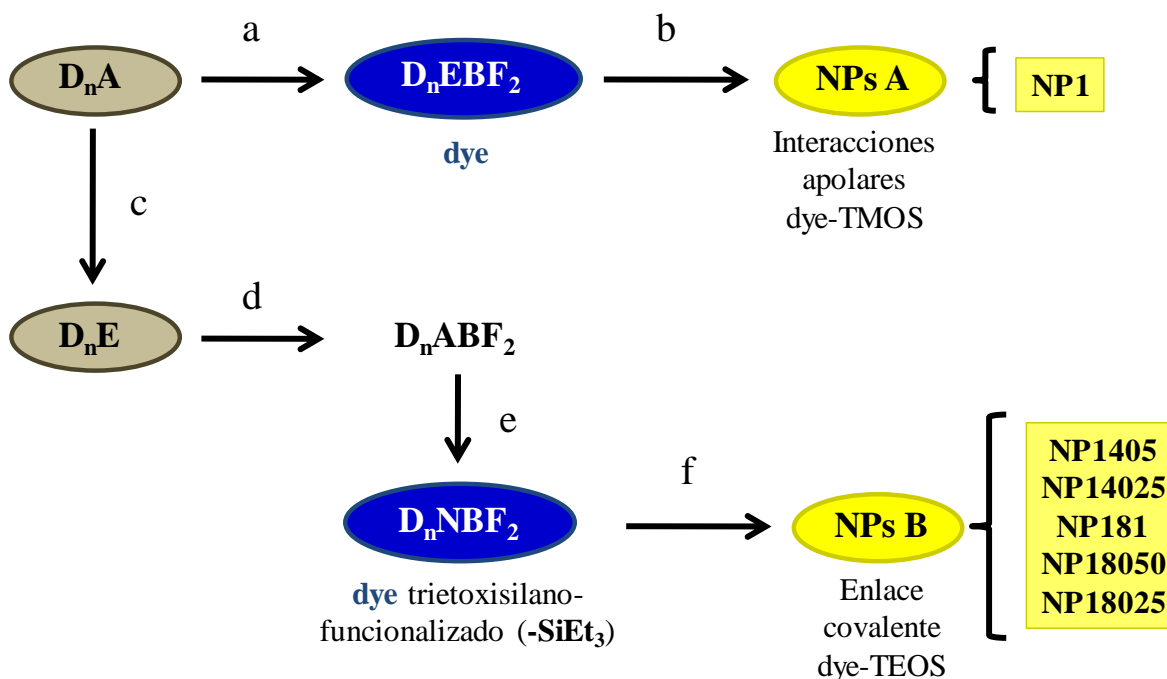 a
b
DₙA
DₙEBF₂
NPs A
NP1
dye
Interacciones
apolares
dye-TMOS
c
d
DₙE
DₙABF₂
e
f
DₙNBF₂
NPs B
NP1405
NP14025
NP181
NP18050
NP18025
dye trietoxisilano-
funcionalizado (-SiEt₃)
Enlace
covalente
dye-TEOS